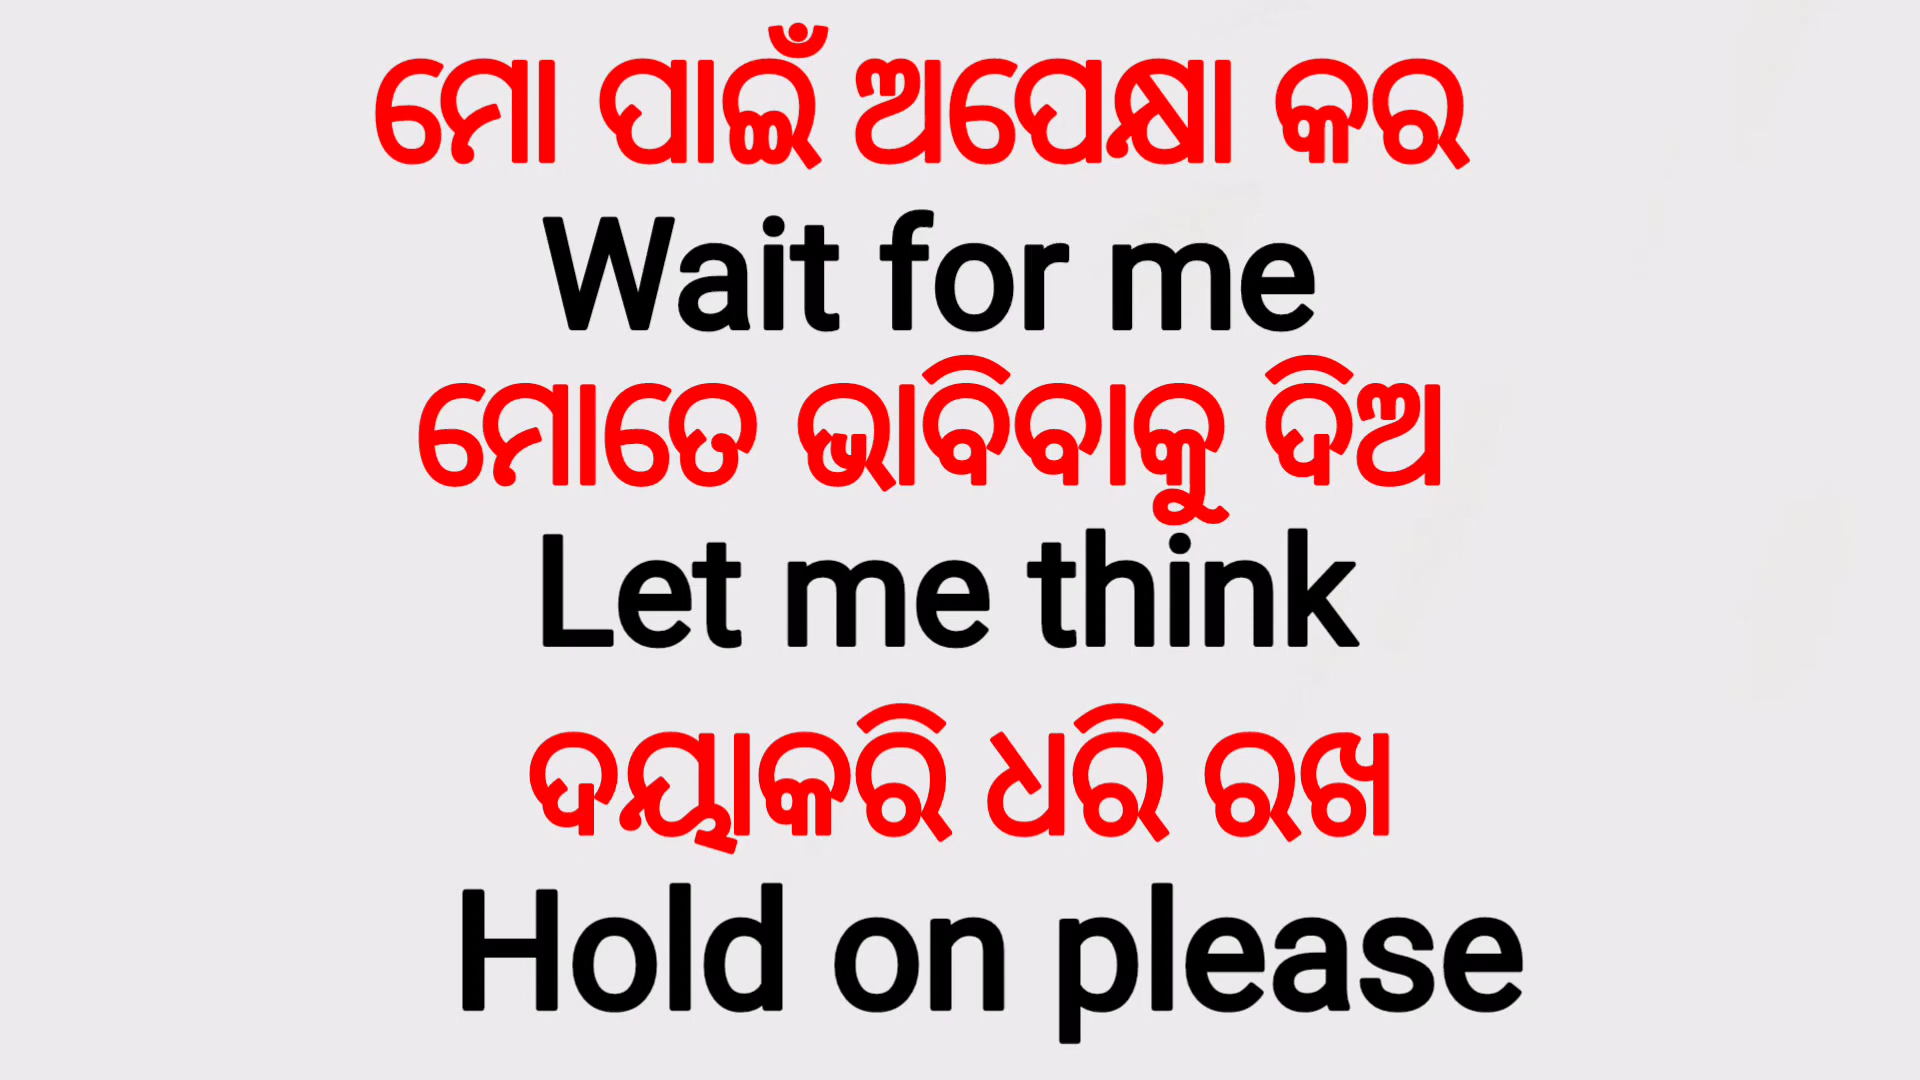 ମୋ ପାଇଁ ଅପେକ୍ଷା କର
Wait for me
ମୋତେ ଭାବିବାକୁ ଦିଅ
Let me think
ଦୟାକରି ଧରି ରଖ
Hold on please